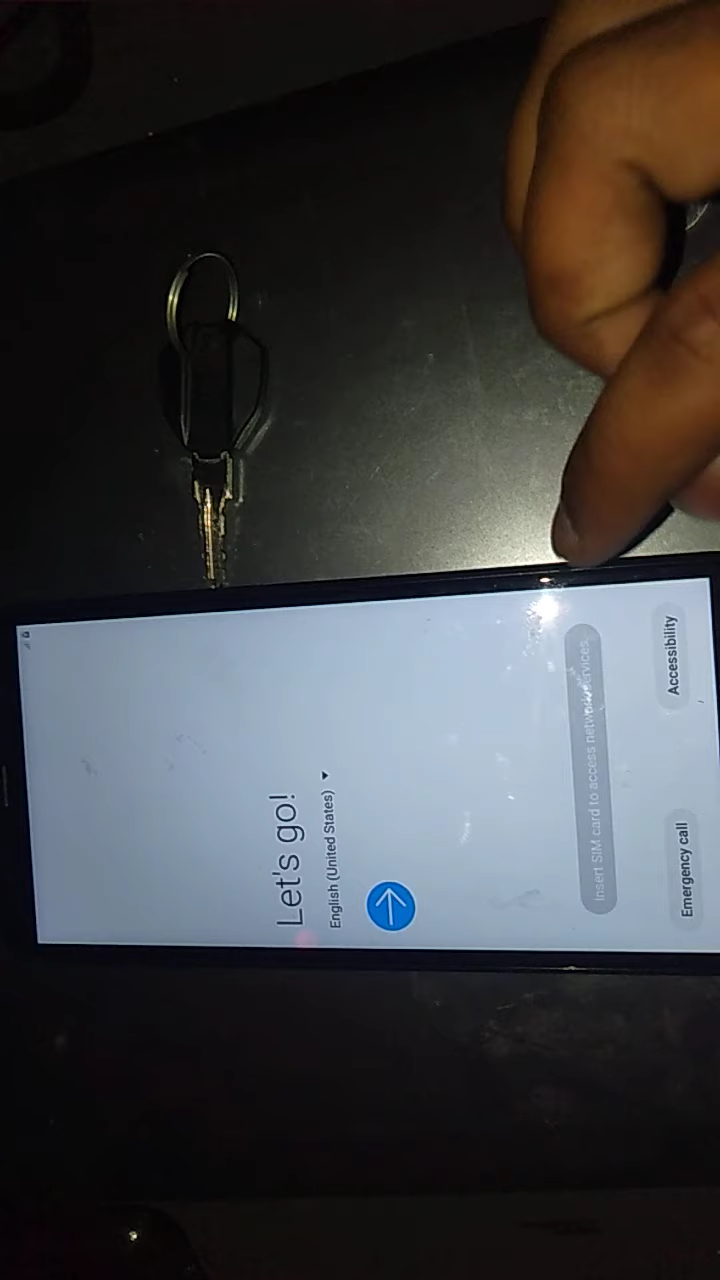 Let's go!
English (United States)
Insert SIM card to access network services.
Emergency call
Accessibility